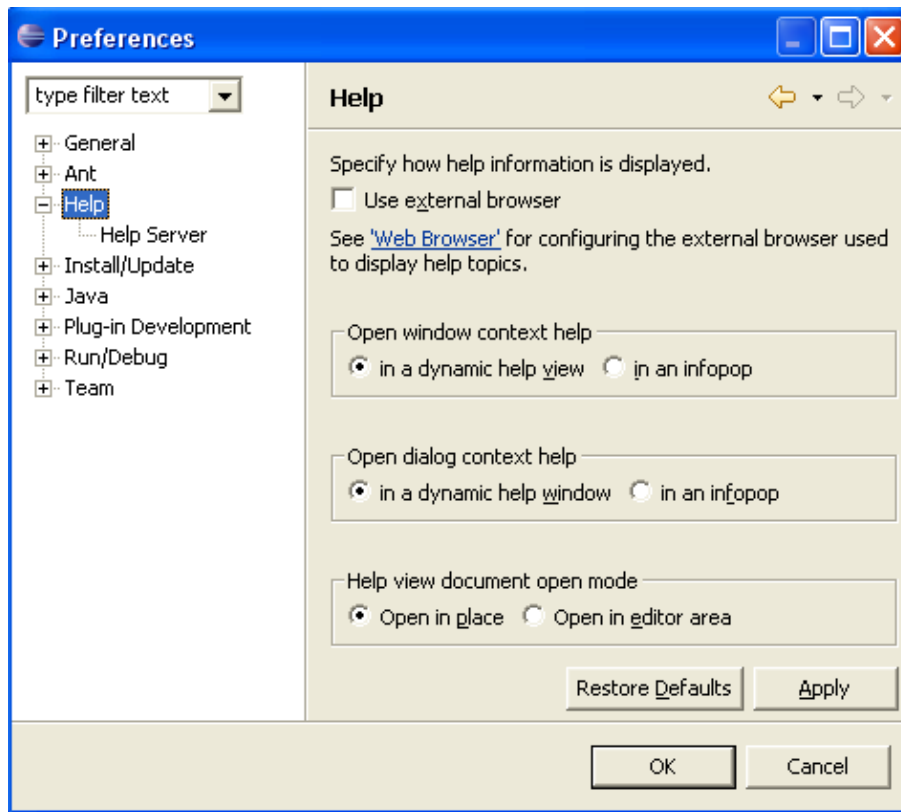 Preferences
type filter text
General
Ant
Help
Help Server
Install/Update
Java
Plug-in Development
Run/Debug
Team
Help
Specify how help information is displayed.
Use external browser
See 'Web Browser' for configuring the external browser used
to display help topics.
Open window context help
in a dynamic help view in an infopop
Open dialog context help
in a dynamic help window in an infopop
Help view document open mode
Open in place Open in editor area
Restore Defaults Apply
OK Cancel